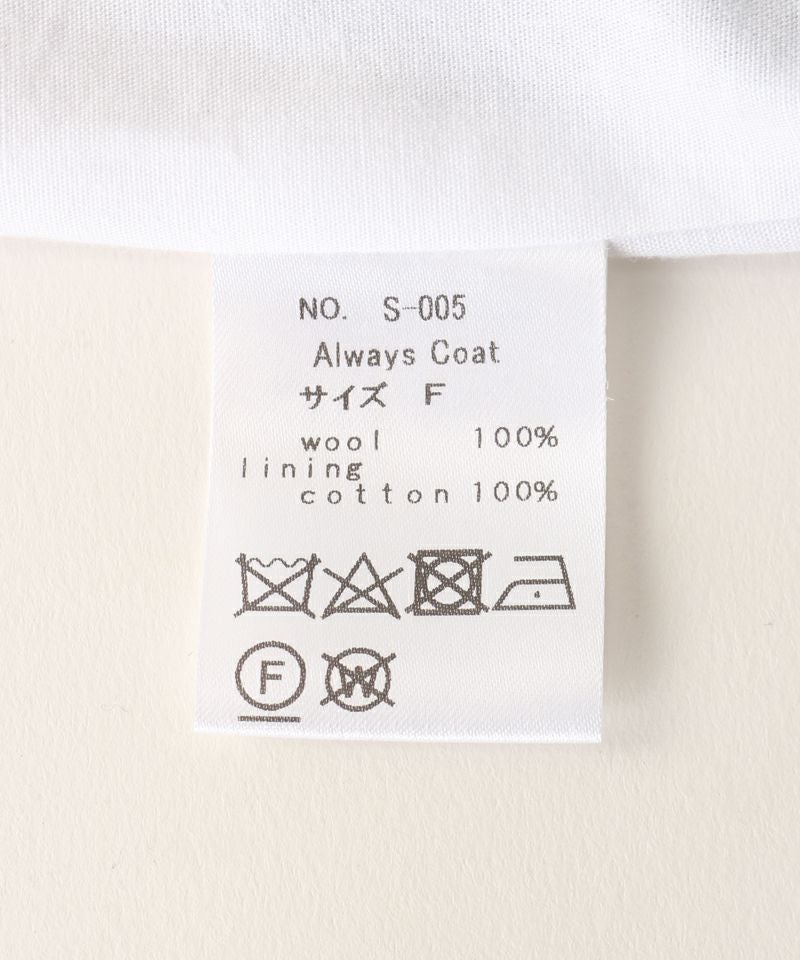 NO. S-005
Always Coat
サイズ F
wool 100%
lining
cotton 100%
F
W